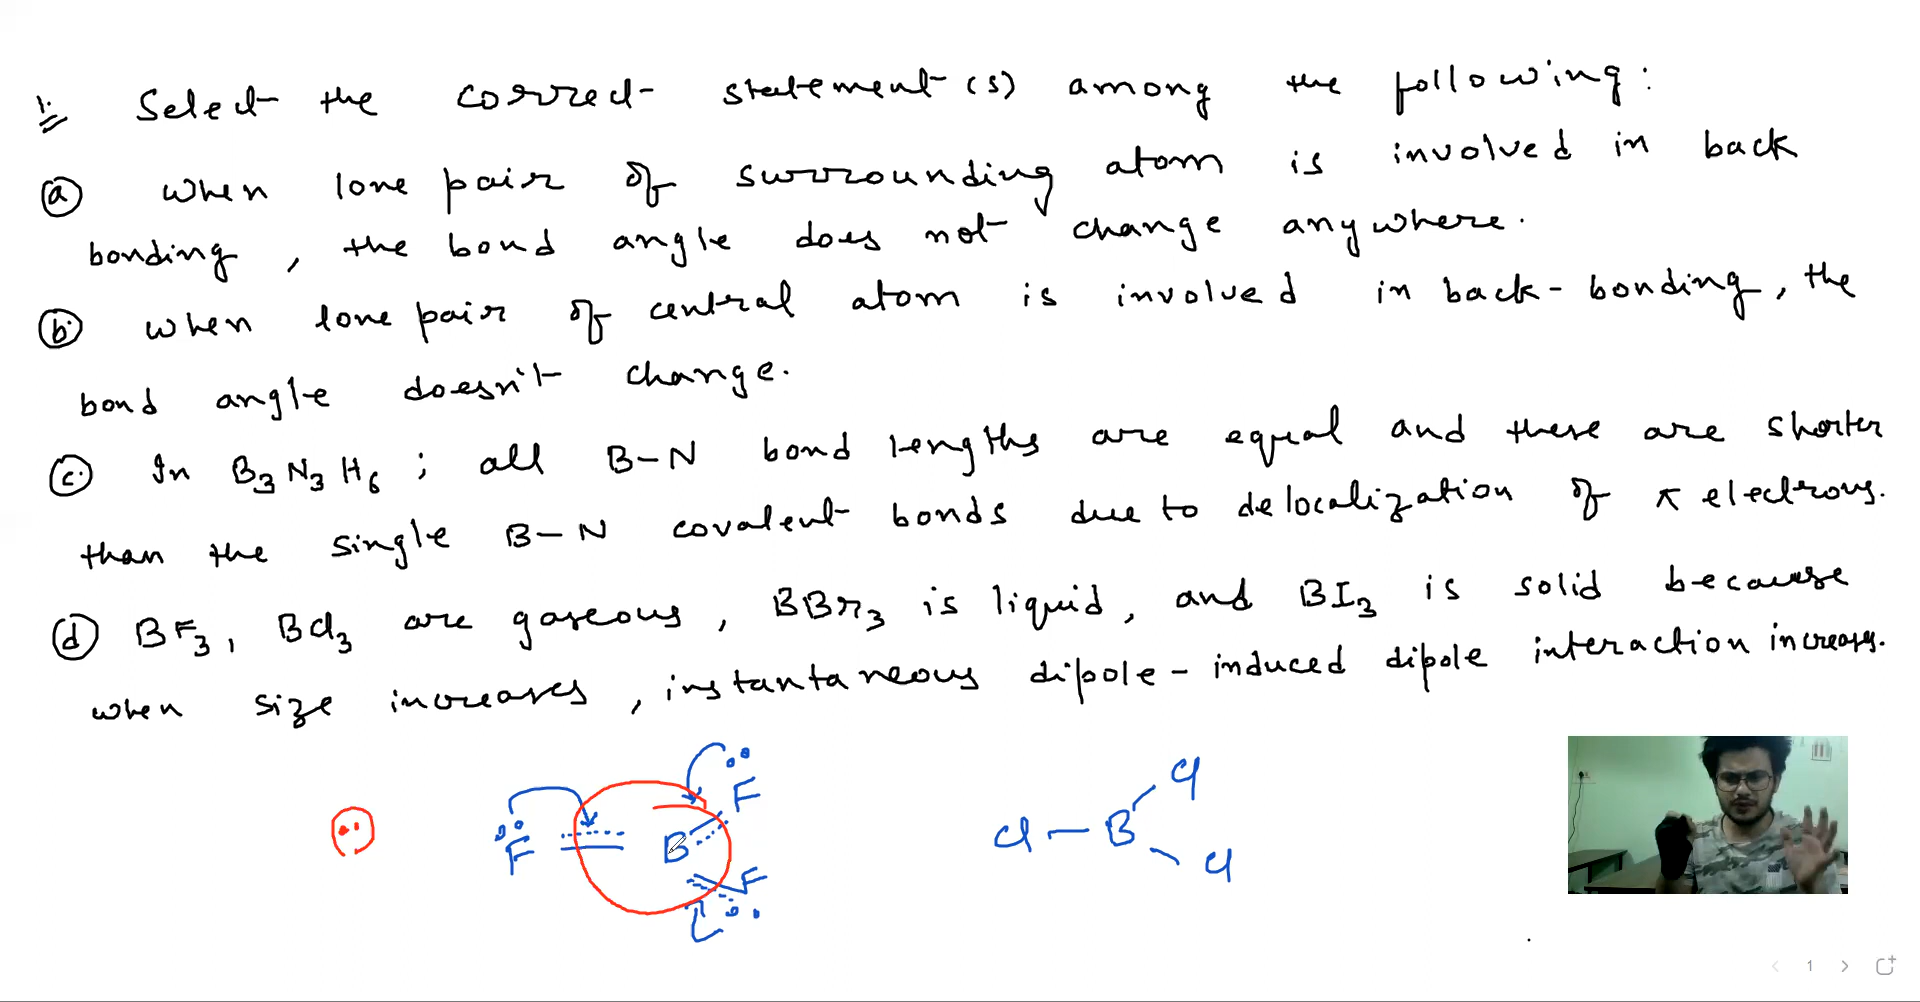 1. Select the correct statement(s) among the following:
(a) when lone pair of surrounding atom is involved in back
bonding, the bond angle does not change anywhere.
(b) when lone pair of central atom is involved in back-bonding, the
bond angle doesn't change.
(c) In B₃N₃H₆; all B-N bond lengths are equal and these are shorter
than the single B-N covalent bonds due to delocalization of π electrons.
(d) BF₃, BCl₃ are gaseous, BBr₃ is liquid, and BI₃ is solid because
when size increases, instantaneous dipole-induced dipole interaction increases.
F
Cl
F B
Cl - B
F
Cl
1